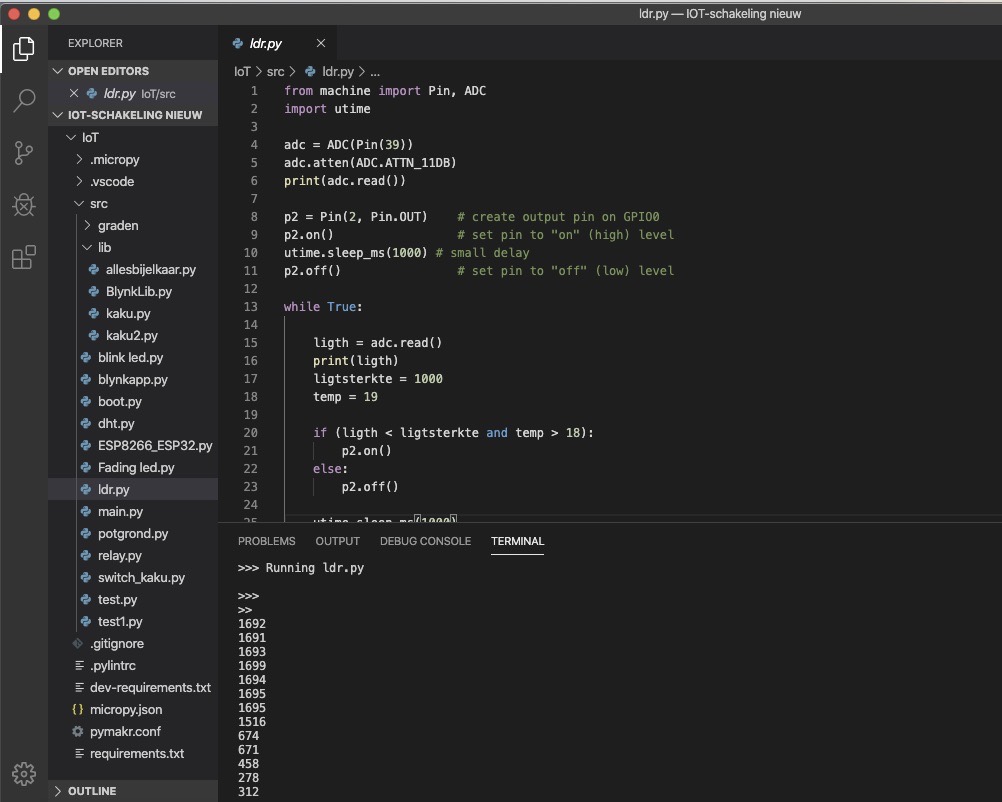 ldr.py — IOT-schakeling nieuw
EXPLORER
OPEN EDITORS
ldr.py IoT/src
IOT-SCHAKELING NIEUW
IoT
.micropy
.vscode
src
graden
lib
allesbijelkaar.py
BlynkLib.py
kaku.py
kaku2.py
blink led.py
blynkapp.py
boot.py
dht.py
ESP8266_ESP32.py
Fading led.py
ldr.py
main.py
potgrond.py
relay.py
switch_kaku.py
test.py
test1.py
.gitignore
.pylintrc
dev-requirements.txt
{} micropy.json
pymakr.conf
requirements.txt
OUTLINE
ldr.py
IoT > src > ldr.py > ...
1 from machine import Pin, ADC
2 import utime
3
4 adc = ADC(Pin(39))
5 adc.atten(ADC.ATTN_11DB)
6 print(adc.read())
7
8 p2 = Pin(2, Pin.OUT)    # create output pin on GPIO0
9 p2.on()                 # set pin to "on" (high) level
10 utime.sleep_ms(1000) # small delay
11 p2.off()                # set pin to "off" (low) level
12
13 while True:
14
15     ligth = adc.read()
16     print(ligth)
17     ligtsterkte = 1000
18     temp = 19
19
20     if (ligth < ligtsterkte and temp > 18):
21         p2.on()
22     else:
23         p2.off()
24
25     utime.sleep_ms(1000)
PROBLEMS OUTPUT DEBUG CONSOLE TERMINAL
>>> Running ldr.py
>>>
>>
1692
1691
1693
1699
1694
1695
1695
1516
674
671
458
278
312